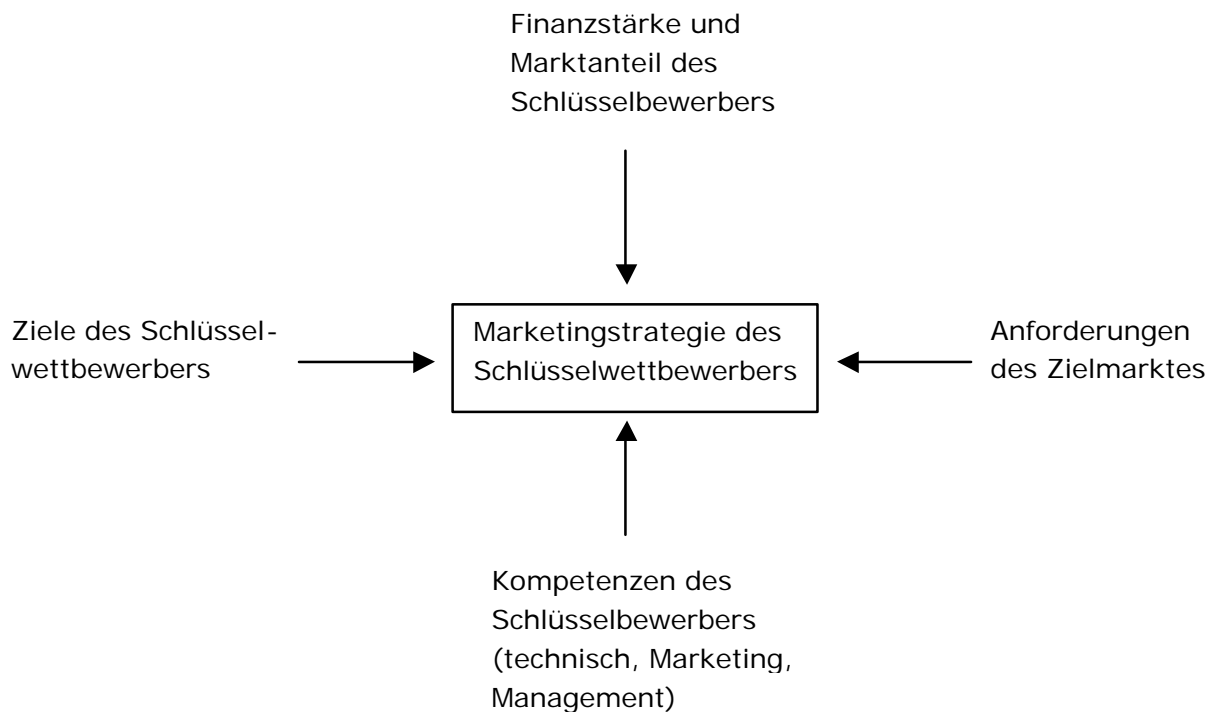 Finanzstärke und
Marktanteil des
Schlüsselbewerbers
Ziele des Schlüssel-
wettbewerbers
Marketingstrategie des
Schlüsselwettbewerbers
Anforderungen
des Zielmarktes
Kompetenzen des
Schlüsselbewerbers
(technisch, Marketing,
Management)